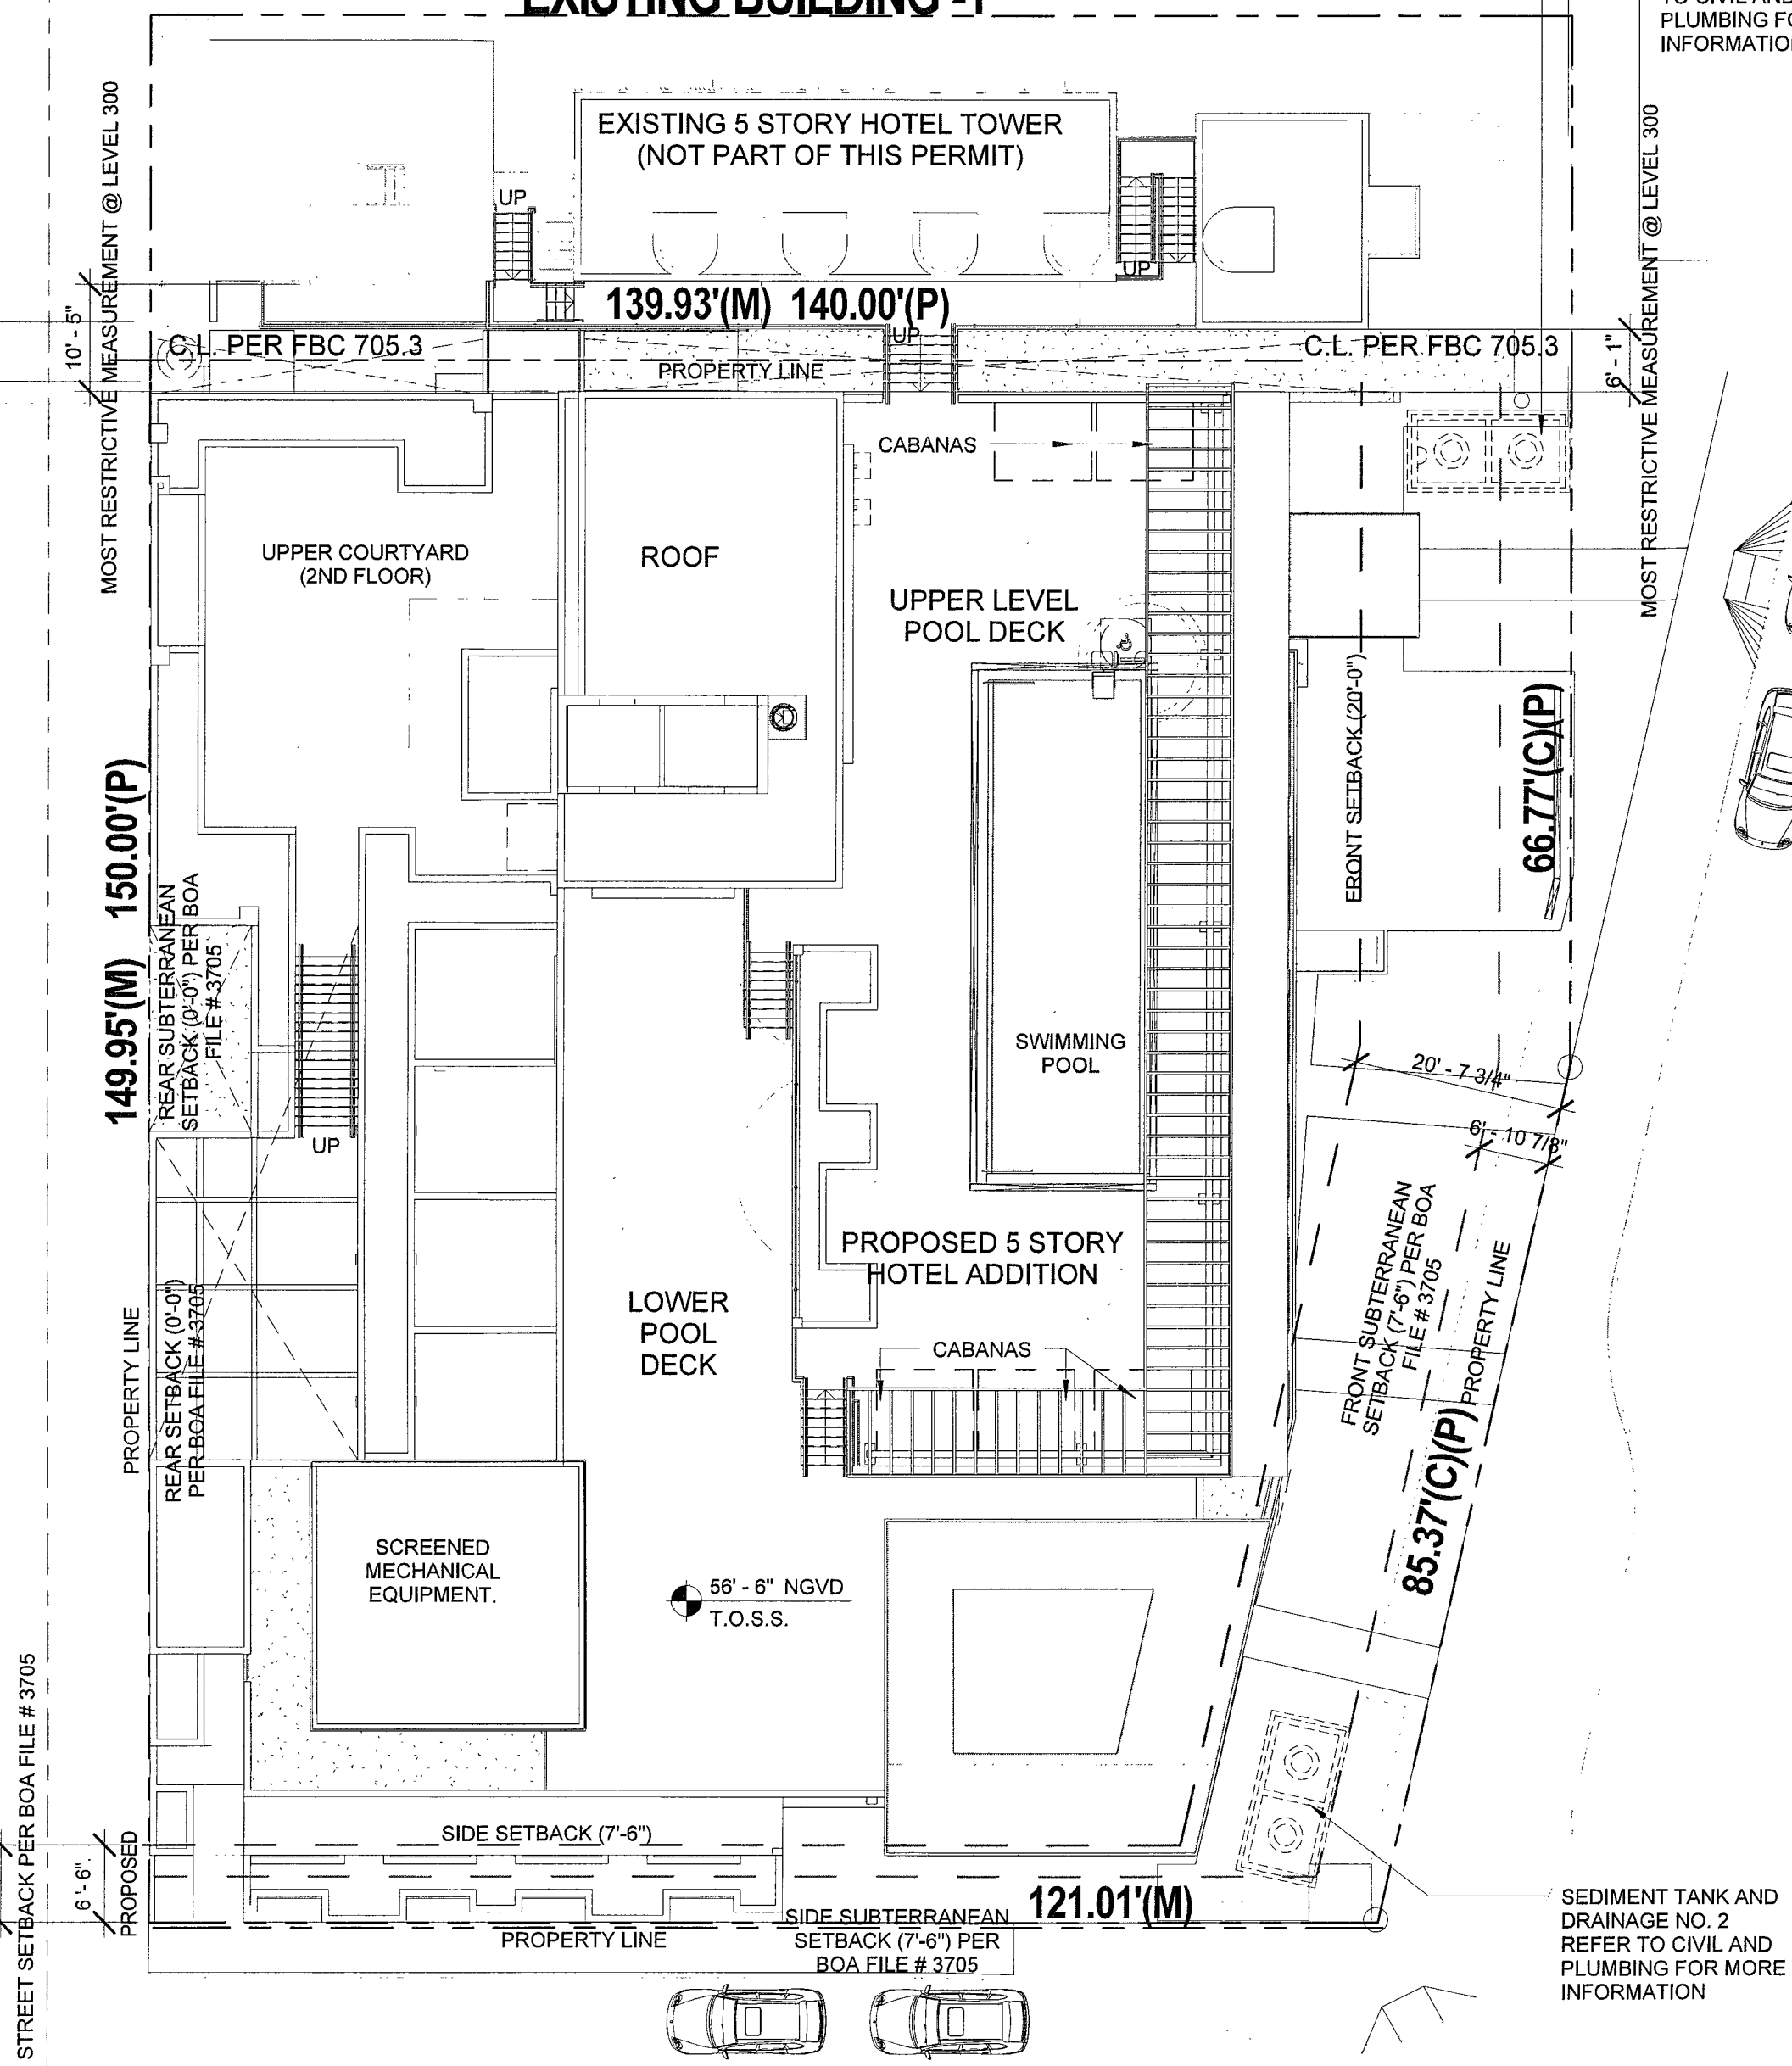 EXISTING BUILDING -1
PLUMBING
EXISTING 5 STORY HOTEL TOWER
(NOT PART OF THIS PERMIT)
MOST RESTRICTIVE MEASUREMENT @ LEVEL 300
MOST RESTRICTIVE MEASUREMENT @ LEVEL 300
UP
UP
139.93'(M) 140.00'(P)
10' - 5"
C.L. PER FBC 705.3
UP
C.L. PER FBC 705.3
6' - 1"
PROPERTY LINE
CABANAS
UPPER COURTYARD
(2ND FLOOR)
ROOF
UPPER LEVEL
POOL DECK
FRONT SETBACK (20'-0")
66.77'(C)(P)
149.95'(M) 150.00'(P)
REAR SUBTERRANEAN
SETBACK (0'-0") PER BOA
FILE # 3705
SWIMMING
POOL
20' - 7 3/4"
6' - 10 7/8"
UP
PROPOSED 5 STORY
HOTEL ADDITION
FRONT SUBTERRANEAN
SETBACK (7'-6") PER BOA
FILE # 3705
PROPERTY LINE
85.37'(C)(P)
PROPERTY LINE
REAR SETBACK (0'-0")
PER BOA FILE # 3705
LOWER
POOL
DECK
CABANAS
SCREENED
MECHANICAL
EQUIPMENT.
56' - 6" NGVD
T.O.S.S.
STREET SETBACK PER BOA FILE # 3705
6' - 6".
PROPOSED
SIDE SETBACK (7'-6")
121.01'(M)
PROPERTY LINE
SIDE SUBTERRANEAN
SETBACK (7'-6") PER
BOA FILE # 3705
SEDIMENT TANK AND
DRAINAGE NO. 2
REFER TO CIVIL AND
PLUMBING FOR MORE
INFORMATION